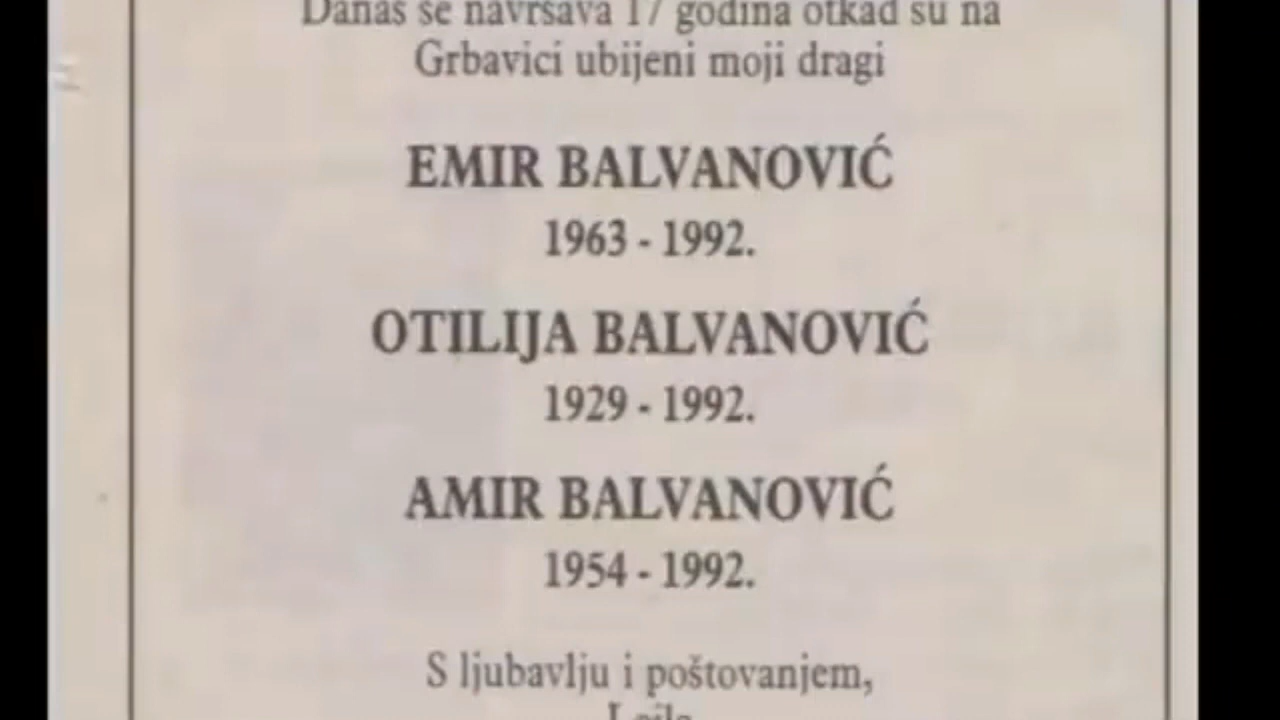 Danas se navršava 17 godina otkad su na
Grbavici ubijeni moji dragi
EMIR BALVANOVIĆ
1963 - 1992.
OTILIJA BALVANOVIĆ
1929 - 1992.
AMIR BALVANOVIĆ
1954 - 1992.
S ljubavlju i poštovanjem,